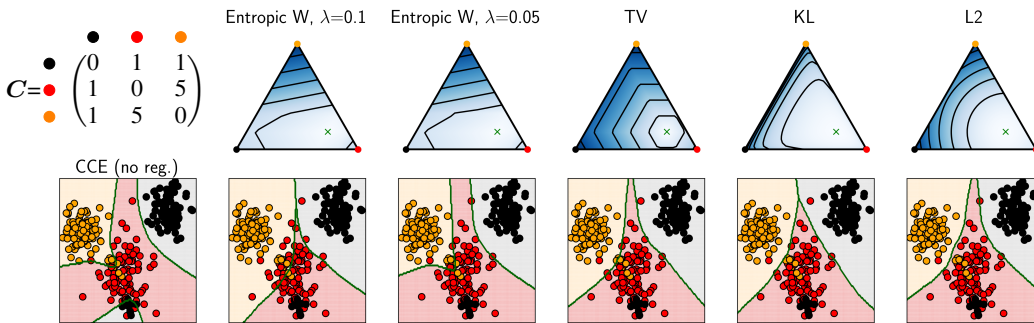 Entropic W, λ=0.1
Entropic W, λ=0.05
TV
KL
L2
C=
0 1 1
1 0 5
1 5 0
CCE (no reg.)